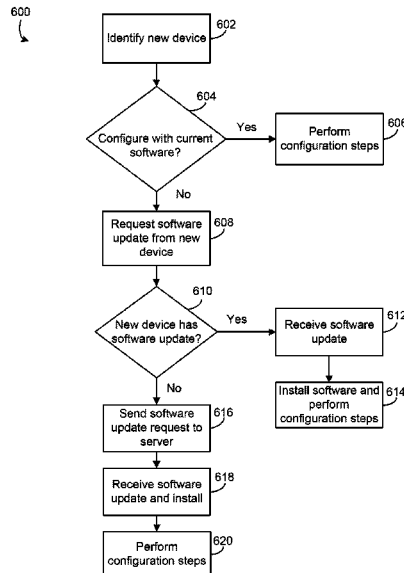 600
602
Identify new device
604
Configure with current
software?
Yes
606
Perform
configuration steps
No
608
Request software
update from new
device
610
New device has
software update?
Yes
612
Receive software
update
No
614
Install software and
perform
configuration steps
616
Send software
update request to
server
618
Receive software
update and install
620
Perform
configuration steps